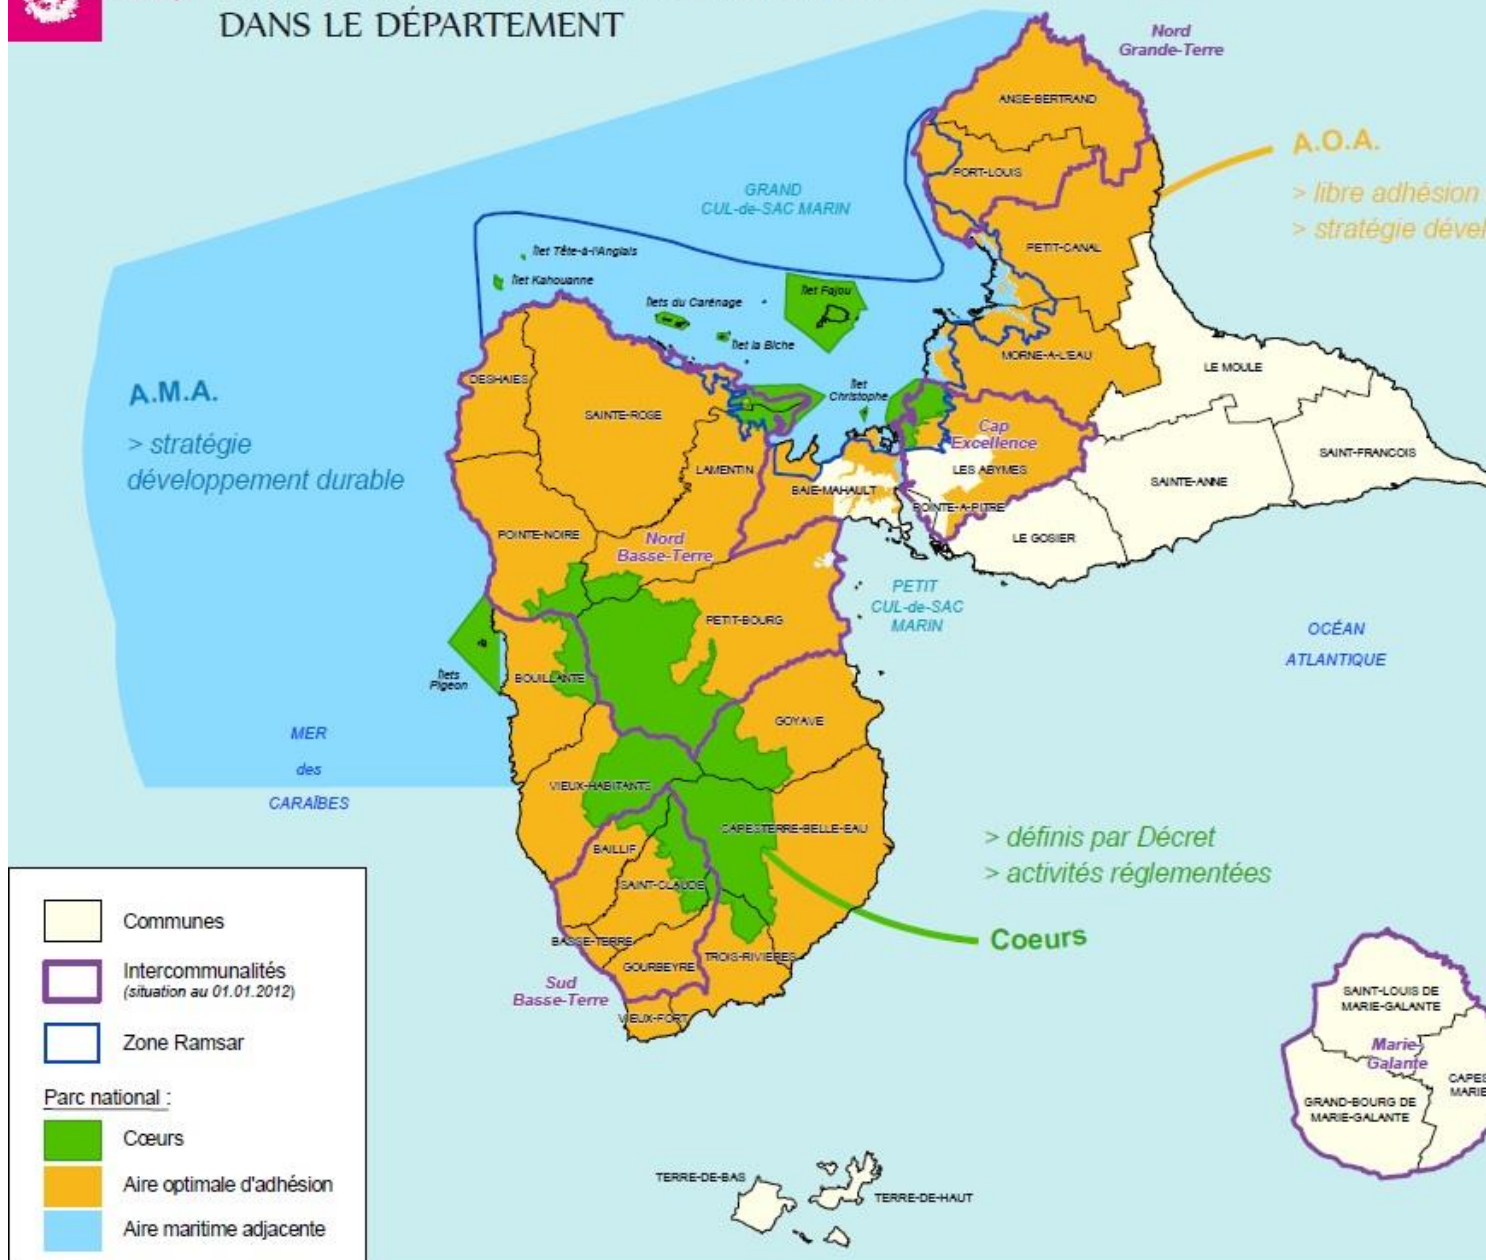 DANS LE DÉPARTEMENT
Nord
Grande-Terre
ANSE-BERTRAND
A.O.A.
> libre adhésion
> stratégie dével
PORT-LOUIS
GRAND
CUL-de-SAC MARIN
PETIT-CANAL
Îlet Tête-à-l'Anglais
Îlet Kahouanne
Îlets du Carénage
Îlet Fajou
Îlet la Biche
MORNE-A-L'EAU
LE MOULE
DESHAIES
A.M.A.
> stratégie
développement durable
Îlet
Christophe
SAINTE-ROSE
Cap
Excellence
SAINT-FRANCOIS
LAMENTIN
LES ABYMES
SAINTE-ANNE
BAIE-MAHAULT
POINTE-A-PITRE
POINTE-NOIRE
Nord
Basse-Terre
LE GOSIER
PETIT
CUL-de-SAC
MARIN
PETIT-BOURG
OCÉAN
ATLANTIQUE
Îlets
Pigeon
BOUILLANTE
GOYAVE
MER
des
CARAÏBES
VIEUX-HABITANTS
CAPESTERRE-BELLE-EAU
> définis par Décret
> activités réglementées
BAILLIF
SAINT-CLAUDE
Coeurs
BASSE-TERRE
GOURBEYRE
TROIS-RIVIERES
Sud
Basse-Terre
VIEUX-FORT
Communes
Intercommunalités
(situation au 01.01.2012)
Zone Ramsar
Parc national :
Cœurs
Aire optimale d'adhésion
Aire maritime adjacente
SAINT-LOUIS DE
MARIE-GALANTE
Marie-
Galante
CAPES
MARIE
GRAND-BOURG DE
MARIE-GALANTE
TERRE-DE-BAS
TERRE-DE-HAUT